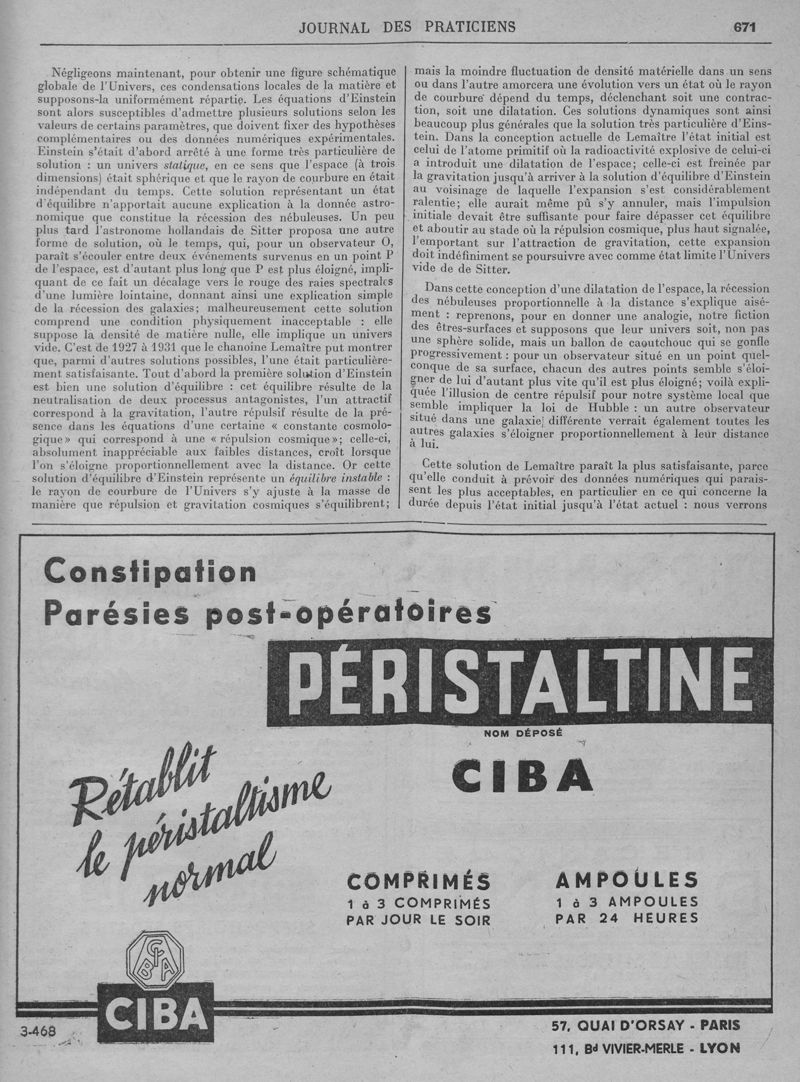 JOURNAL DES PRATICIENS 671
Négligeons maintenant, pour obtenir une figure schématique
globale de l'Univers, ces condensations locales de la matière et
supposons-la uniformément répartie. Les équations d'Einstein
sont alors susceptibles d'admettre plusieurs solutions selon les
valeurs de certains paramètres, que doivent fixer des hypothèses
complémentaires ou des données numériques expérimentales.
Einstein s'était d'abord arrêté à une forme très particulière de
solution : un univers statique, en ce sens que l'espace (à trois
dimensions) était sphérique et que le rayon de courbure en était
indépendant du temps. Cette solution représentant un état
d'équilibre n'apportait aucune explication à la donnée astro-
nomique que constitue la récession des nébuleuses. Un peu
plus tard l'astronome hollandais de Sitter proposa une autre
forme de solution, où le temps, qui, pour un observateur O,
paraît s'écouler entre deux événements survenus en un point P
de l'espace, est d'autant plus long que P est plus éloigné, impli-
quant de ce fait un décalage vers le rouge des raies spectrales
d'une lumière lointaine, donnant ainsi une explication simple
de la récession des galaxies; malheureusement cette solution
comprend une condition physiquement inacceptable : elle
suppose la densité de matière nulle, elle implique un univers
vide. C'est de 1927 à 1931 que le chanoine Lemaître put montrer
que, parmi d'autres solutions possibles, l'une était particulière-
ment satisfaisante. Tout d'abord la première solution d'Einstein
est bien une solution d'équilibre : cet équilibre résulte de la
neutralisation de deux processus antagonistes, l'un attractif
correspond à la gravitation, l'autre répulsif résulte de la pré-
sence dans les équations d'une certaine « constante cosmolo-
gique » qui correspond à une « répulsion cosmique »; celle-ci,
absolument inappréciable aux faibles distances, croît lorsque
l'on s'éloigne proportionnellement avec la distance. Or cette
solution d'équilibre d'Einstein représente un équilibre instable :
le rayon de courbure de l'Univers s'y ajuste à la masse de
manière que répulsion et gravitation cosmiques s'équilibrent;
mais la moindre fluctuation de densité matérielle dans un sens
ou dans l'autre amorcera une évolution vers un état où le rayon
de courbure dépend du temps, déclenchant soit une contrac-
tion, soit une dilatation. Ces solutions dynamiques sont ainsi
beaucoup plus générales que la solution très particulière d'Eins-
tein. Dans la conception actuelle de Lemaître l'état initial est
celui de l'atome primitif où la radioactivité explosive de celui-ci
a introduit une dilatation de l'espace; celle-ci est freinée par
la gravitation jusqu'à arriver à la solution d'équilibre d'Einstein
au voisinage de laquelle l'expansion s'est considérablement
ralentie; elle aurait même pû s'y annuler, mais l'impulsion
initiale devait être suffisante pour faire dépasser cet équilibre
et aboutir au stade où la répulsion cosmique, plus haut signalée,
l'emportant sur l'attraction de gravitation, cette expansion
doit indéfiniment se poursuivre avec comme état limite l'Univers
vide de de Sitter.
Dans cette conception d'une dilatation de l'espace, la récession
des nébuleuses proportionnelle à la distance s'explique aisé-
ment : reprenons, pour en donner une analogie, notre fiction
des êtres-surfaces et supposons que leur univers soit, non pas
une sphère solide, mais un ballon de caoutchouc qui se gonfle
progressivement : pour un observateur situé en un point quel-
conque de sa surface, chacun des autres points semble s'éloi-
gner de lui d'autant plus vite qu'il est plus éloigné; voilà expli-
quée l'illusion de centre répulsif pour notre système local que
semble impliquer la loi de Hubble : un autre observateur
situé dans une galaxie différente verrait également toutes les
autres galaxies s'éloigner proportionnellement à leur distance
à lui.
Cette solution de Lemaître paraît la plus satisfaisante, parce
qu'elle conduit à prévoir des données numériques qui parais-
sent les plus acceptables, en particulier en ce qui concerne la
durée depuis l'état initial jusqu'à l'état actuel : nous verrons
Constipation
Parésies post-opératoires
PÉRISTALTINE
NOM DÉPOSÉ
CIBA
Rétablit
le péristaltisme
normal
COMPRIMÉS
1 à 3 COMPRIMÉS
PAR JOUR LE SOIR
AMPOULES
1 à 3 AMPOULES
PAR 24 HEURES
CIBA
CIBA
3-468
57, QUAI D'ORSAY - PARIS
111, Bd VIVIER-MERLE - LYON